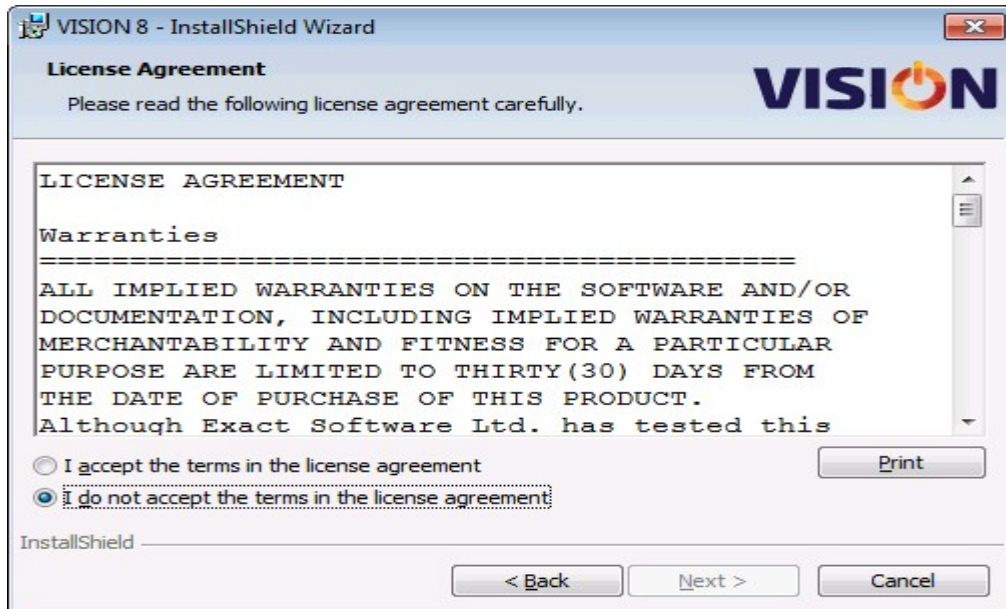 VISION 8 - InstallShield Wizard
License Agreement
Please read the following license agreement carefully.
VISION
LICENSE AGREEMENT
Warranties
==========================================
ALL IMPLIED WARRANTIES ON THE SOFTWARE AND/OR
DOCUMENTATION, INCLUDING IMPLIED WARRANTIES OF
MERCHANTABILITY AND FITNESS FOR A PARTICULAR
PURPOSE ARE LIMITED TO THIRTY(30) DAYS FROM
THE DATE OF PURCHASE OF THIS PRODUCT.
Although Exact Software Ltd. has tested this
I accept the terms in the license agreement
Print
I do not accept the terms in the license agreement
InstallShield
< Back
Next >
Cancel